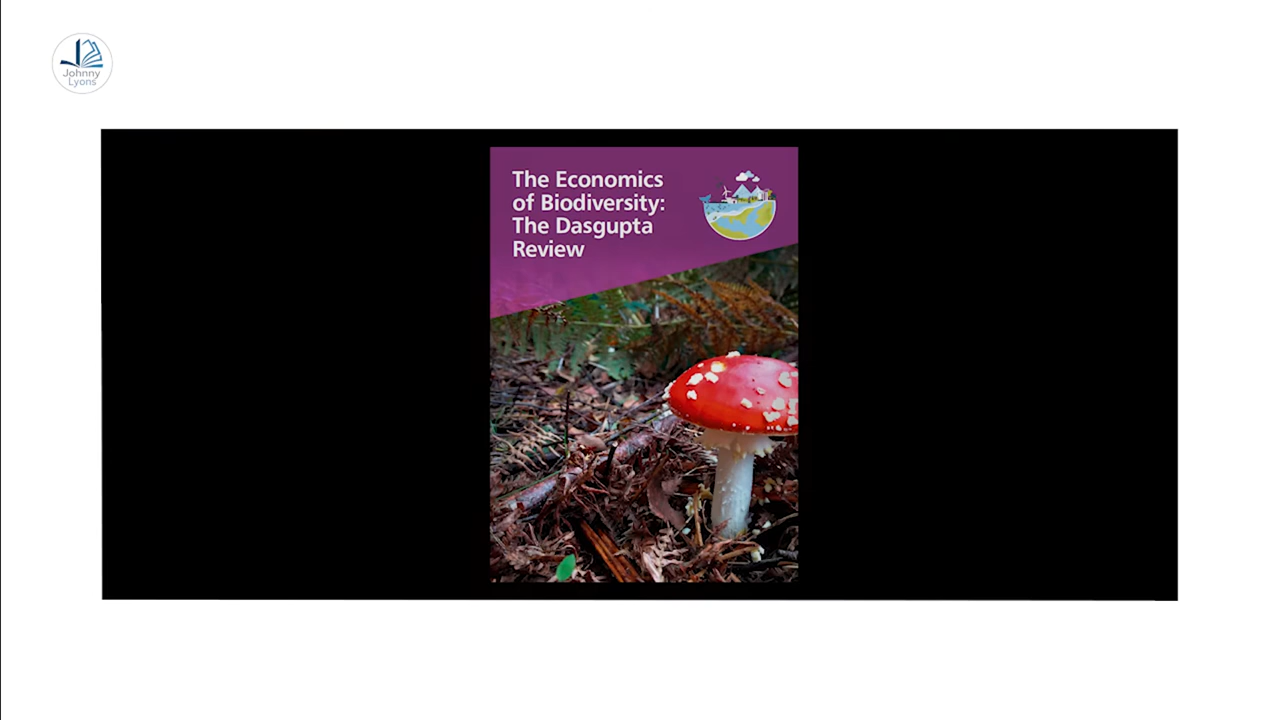 Johnny
Lyons
The Economics
of Biodiversity:
The Dasgupta
Review